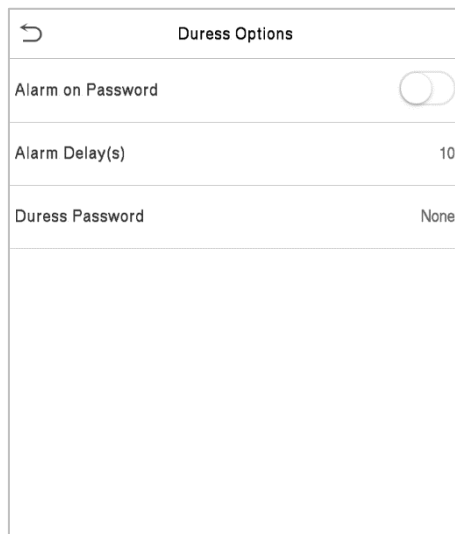 Duress Options
Alarm on Password
Alarm Delay(s) 10
Duress Password None